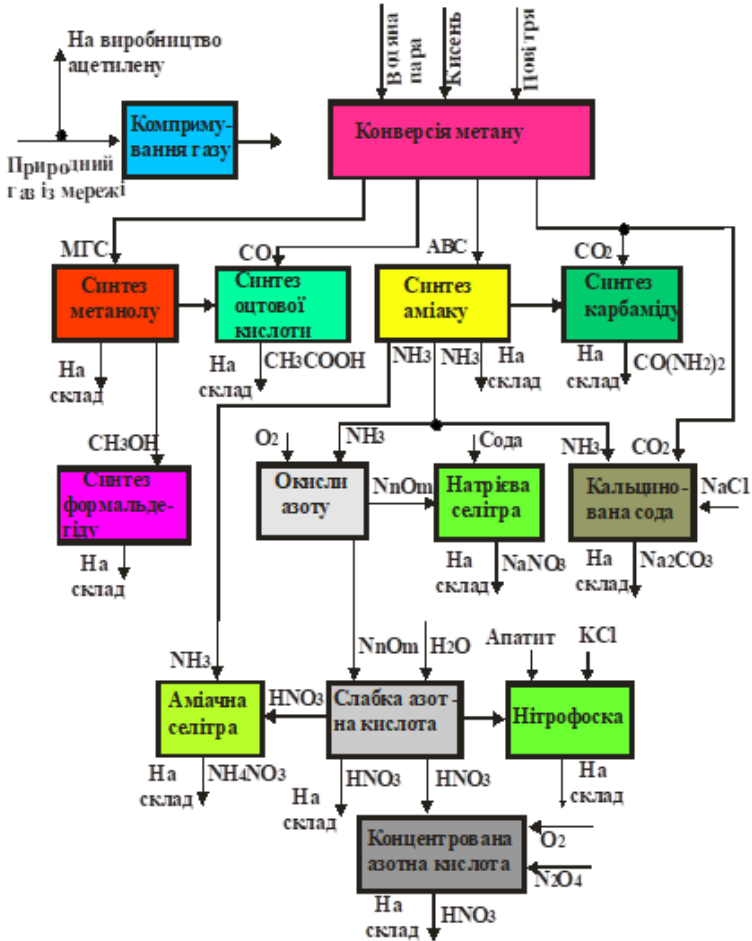 На виробництво
ацетилену
Водяна
пара
Кисень
Повітря
Комприму-
вання газу
Конверсія метану
Природний
газ із мережі
МГС
СО
АВС
СО2
Синтез
метанолу
Синтез
оцтової
кислоти
Синтез
аміаку
Синтез
карбаміду
На
склад
СН3СООН
NH3
NH3
На
склад
На
склад
CO(NH2)2
На
склад
CH3OH
O2
NH3
Сода
NH3
CO2
Синтез
формальде-
гіду
Окисли
азоту
NnOm
Натрієва
селітра
Кальцино-
вана сода
NaCl
На
склад
На
склад
NaNO3
На
склад
Na2CO3
NH3
NnOm
H2O
Апатит
KCl
Аміачна
селітра
HNO3
Слабка азот -
на кислота
Нітрофоска
На
склад
NH4NO3
На
склад
HNO3
HNO3
На
склад
Концентрована
азотна кислота
O2
N2O4
На
склад
HNO3